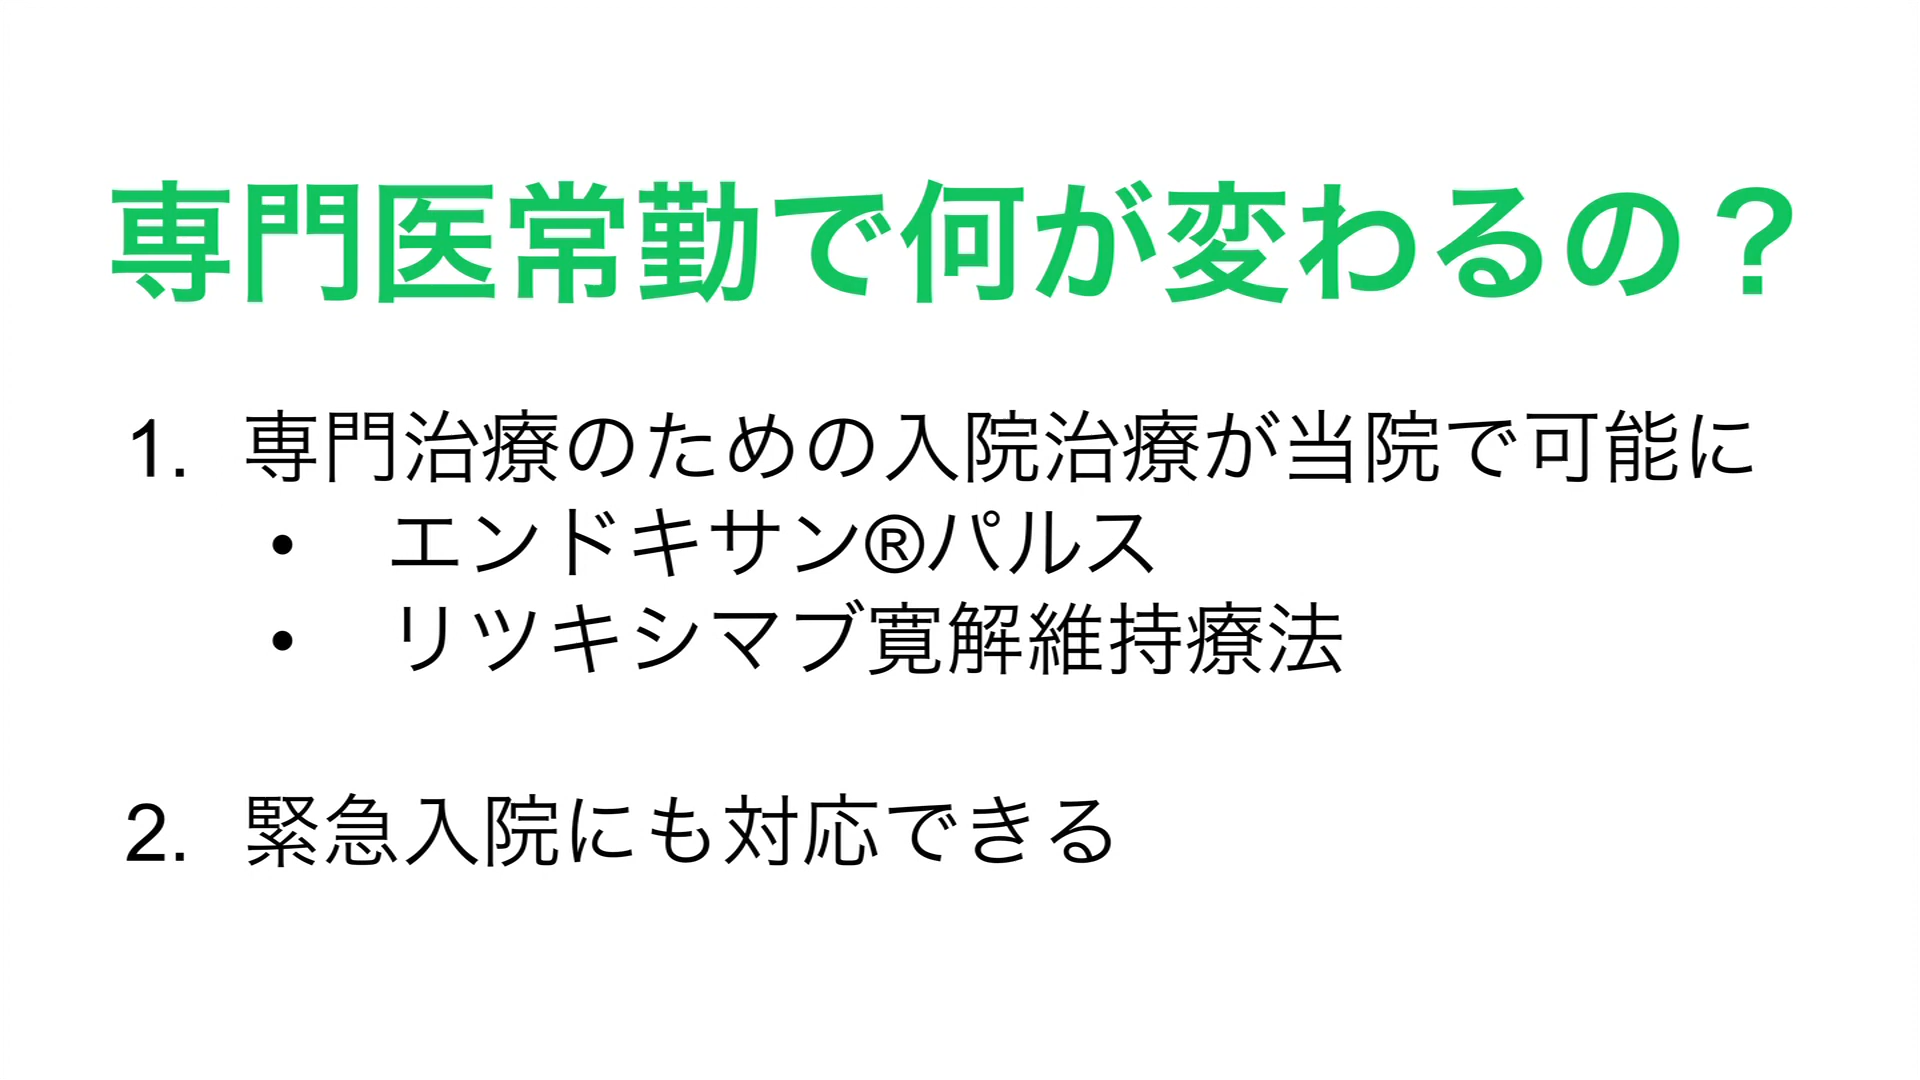 専門医常勤で何が変わるの？
1. 専門治療のための入院治療が当院で可能に
• エンドキサン®パルス
• リツキシマブ寛解維持療法
2. 緊急入院にも対応できる